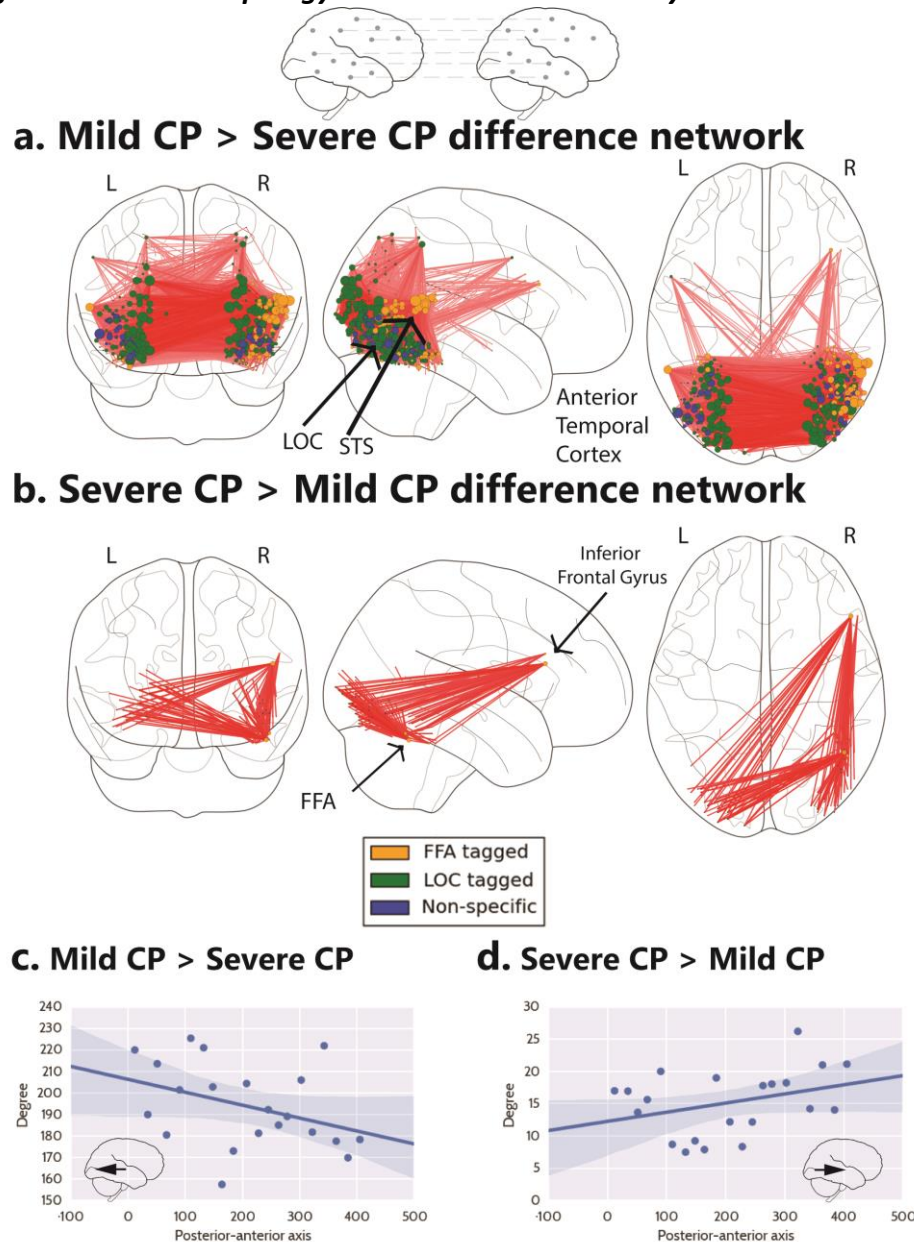 a. Mild CP > Severe CP difference network
L
R
L
R
LOC
STS
Anterior
Temporal
Cortex
b. Severe CP > Mild CP difference network
L
R
Inferior
Frontal Gyrus
L
R
FFA
FFA tagged
LOC tagged
Non-specific
c. Mild CP > Severe CP
240
230
220
210
200
190
180
170
160
150
Degree
-100 0 100 200 300 400 500
Posterior-anterior axis
d. Severe CP > Mild CP
30
25
20
15
10
5
0
Degree
-100 0 100 200 300 400 500
Posterior-anterior axis